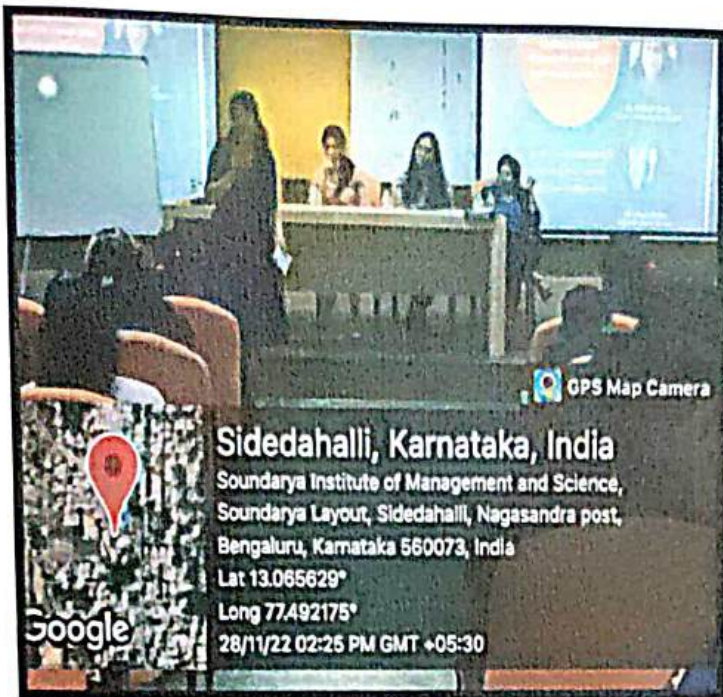 GPS Map Camera
Sidedahalli, Karnataka, India
Soundarya Institute of Management and Science,
Soundarya Layout, Sidedahalli, Nagasandra post,
Bengaluru, Karnataka 560073, India
Lat 13.065629°
Long 77.492175°
28/11/22 02:25 PM GMT +05:30
Google